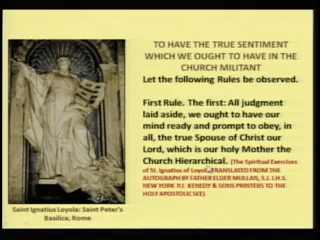 TO HAVE THE TRUE SENTIMENT
WHICH WE OUGHT TO HAVE IN THE
CHURCH MILITANT
Let the following Rules be observed.
First Rule. The first: All judgment
laid aside, we ought to have our
mind ready and prompt to obey, in
all, the true Spouse of Christ our
Lord, which is our holy Mother the
Church Hierarchical. (The Spiritual Exercises
of St. Ignatius of Loyola TRANSLATED FROM THE
AUTOGRAPH BY FATHER ELDER MULLAN, S.J. I.H.S.
NEW YORK P.J. KENEDY & SONS PRINTERS TO THE
HOLY APOSTOLIC SEE)
Saint Ignatius Loyola: Saint Peter's
Basilica, Rome